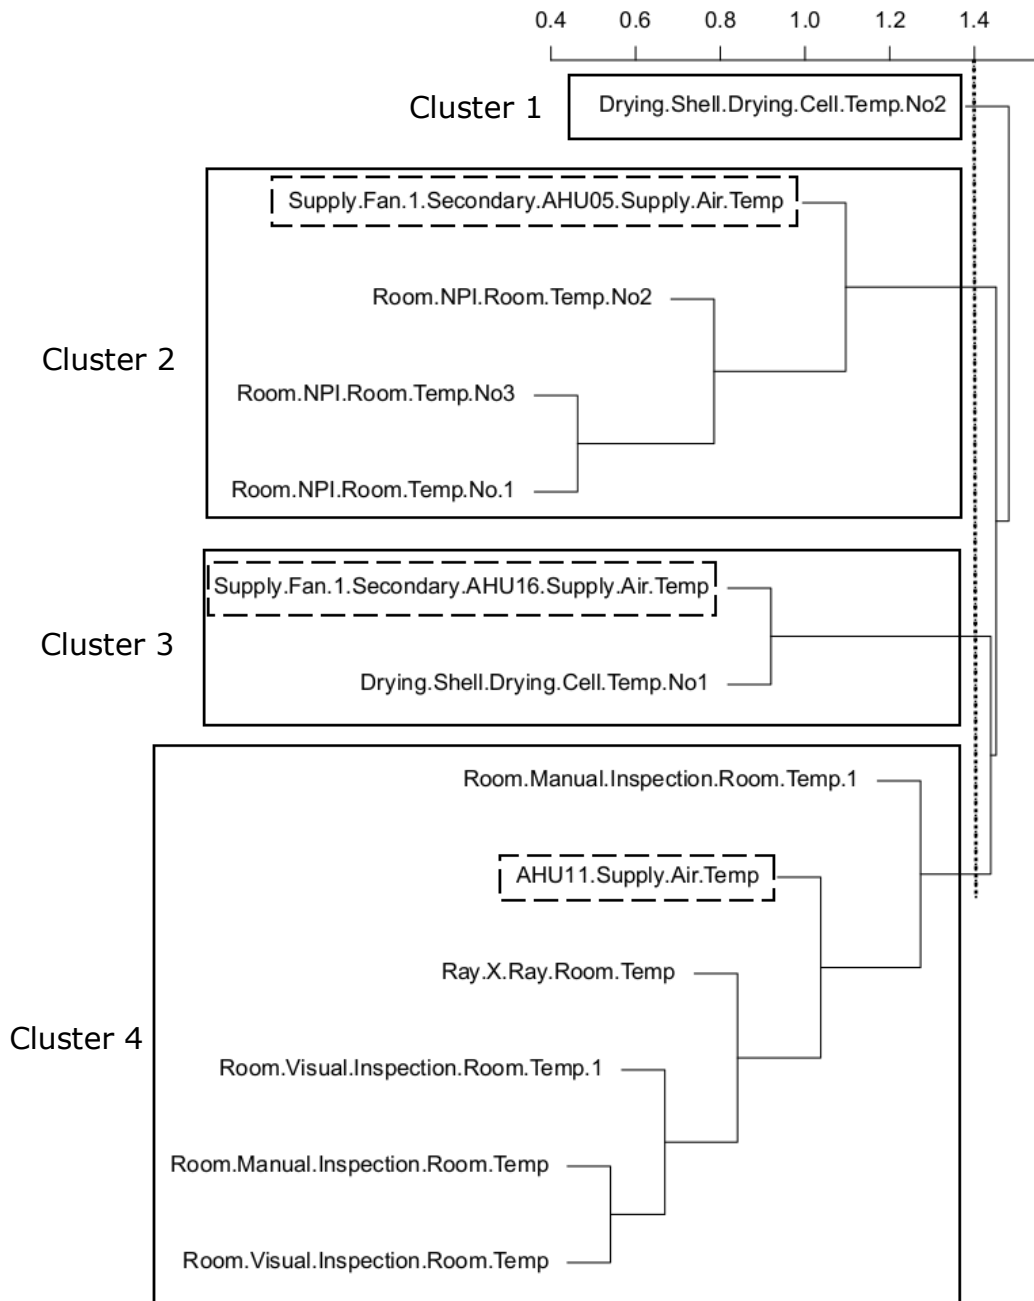 0.4 0.6 0.8 1.0 1.2 1.4
Cluster 1
Drying.Shell.Drying.Cell.Temp.No2
Supply.Fan.1.Secondary.AHU05.Supply.Air.Temp
Room.NPI.Room.Temp.No2
Cluster 2
Room.NPI.Room.Temp.No3
Room.NPI.Room.Temp.No.1
Supply.Fan.1.Secondary.AHU16.Supply.Air.Temp
Cluster 3
Drying.Shell.Drying.Cell.Temp.No1
Room.Manual.Inspection.Room.Temp.1
AHU11.Supply.Air.Temp
Ray.X.Ray.Room.Temp
Cluster 4
Room.Visual.Inspection.Room.Temp.1
Room.Manual.Inspection.Room.Temp
Room.Visual.Inspection.Room.Temp